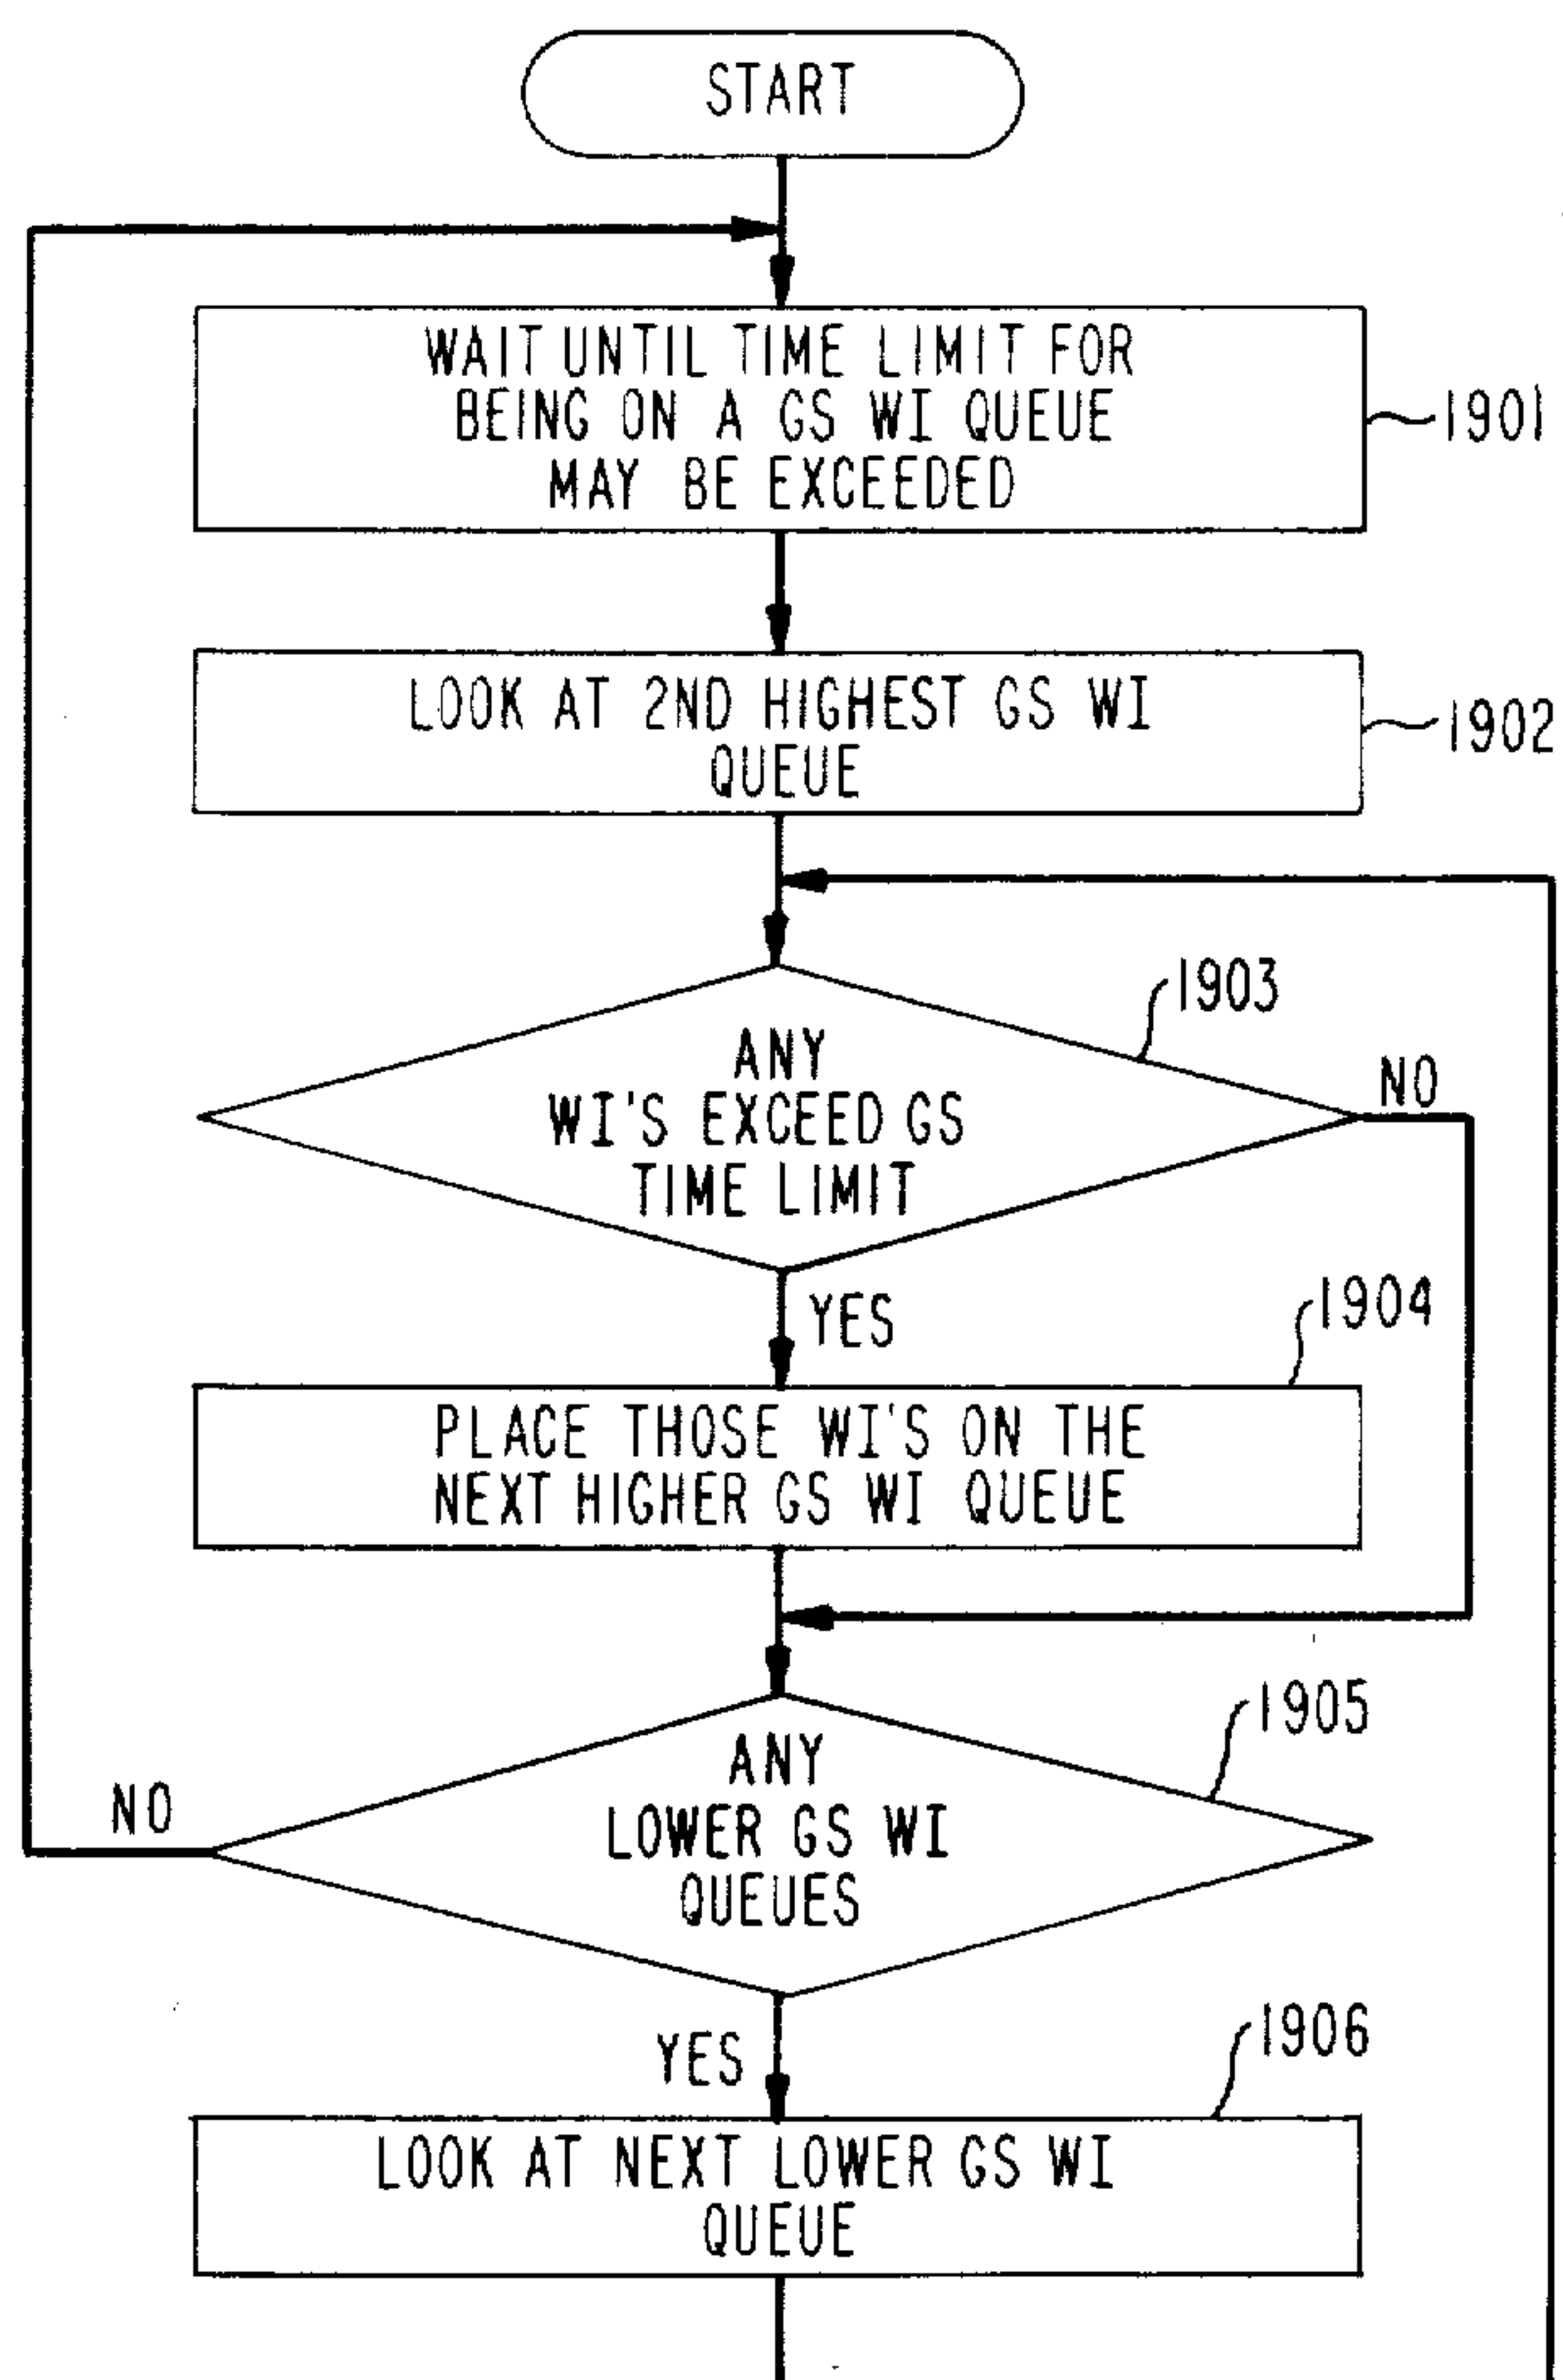 START
WAIT UNTIL TIME LIMIT FOR
BEING ON A GS WI QUEUE
MAY BE EXCEEDED
1901
LOOK AT 2ND HIGHEST GS WI
QUEUE
1902
1903
ANY
WI'S EXCEED GS
TIME LIMIT
NO
YES
1904
PLACE THOSE WI'S ON THE
NEXT HIGHER GS WI QUEUE
1905
ANY
LOWER GS WI
QUEUES
NO
YES
1906
LOOK AT NEXT LOWER GS WI
QUEUE